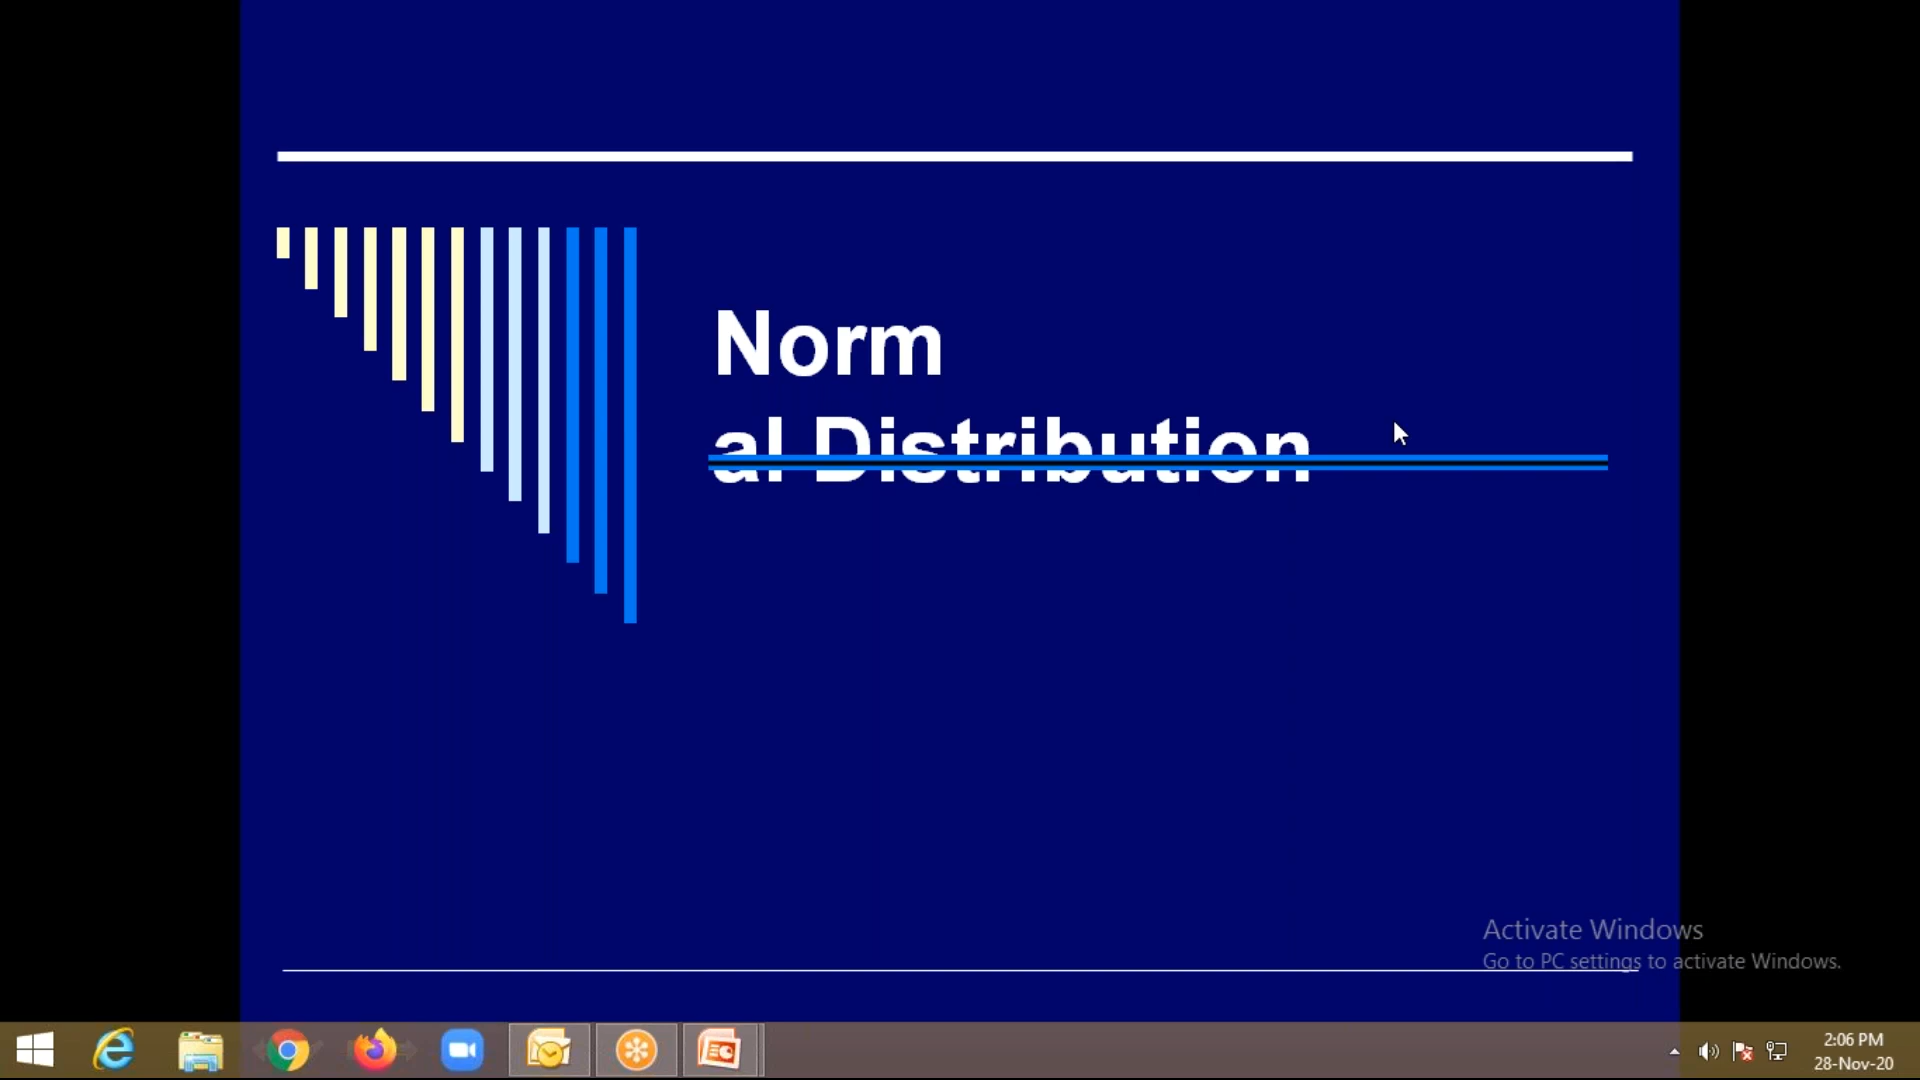 Norm
al Distribution
Activate Windows
Go to PC settings to activate Windows.
2:06 PM
28-Nov-20